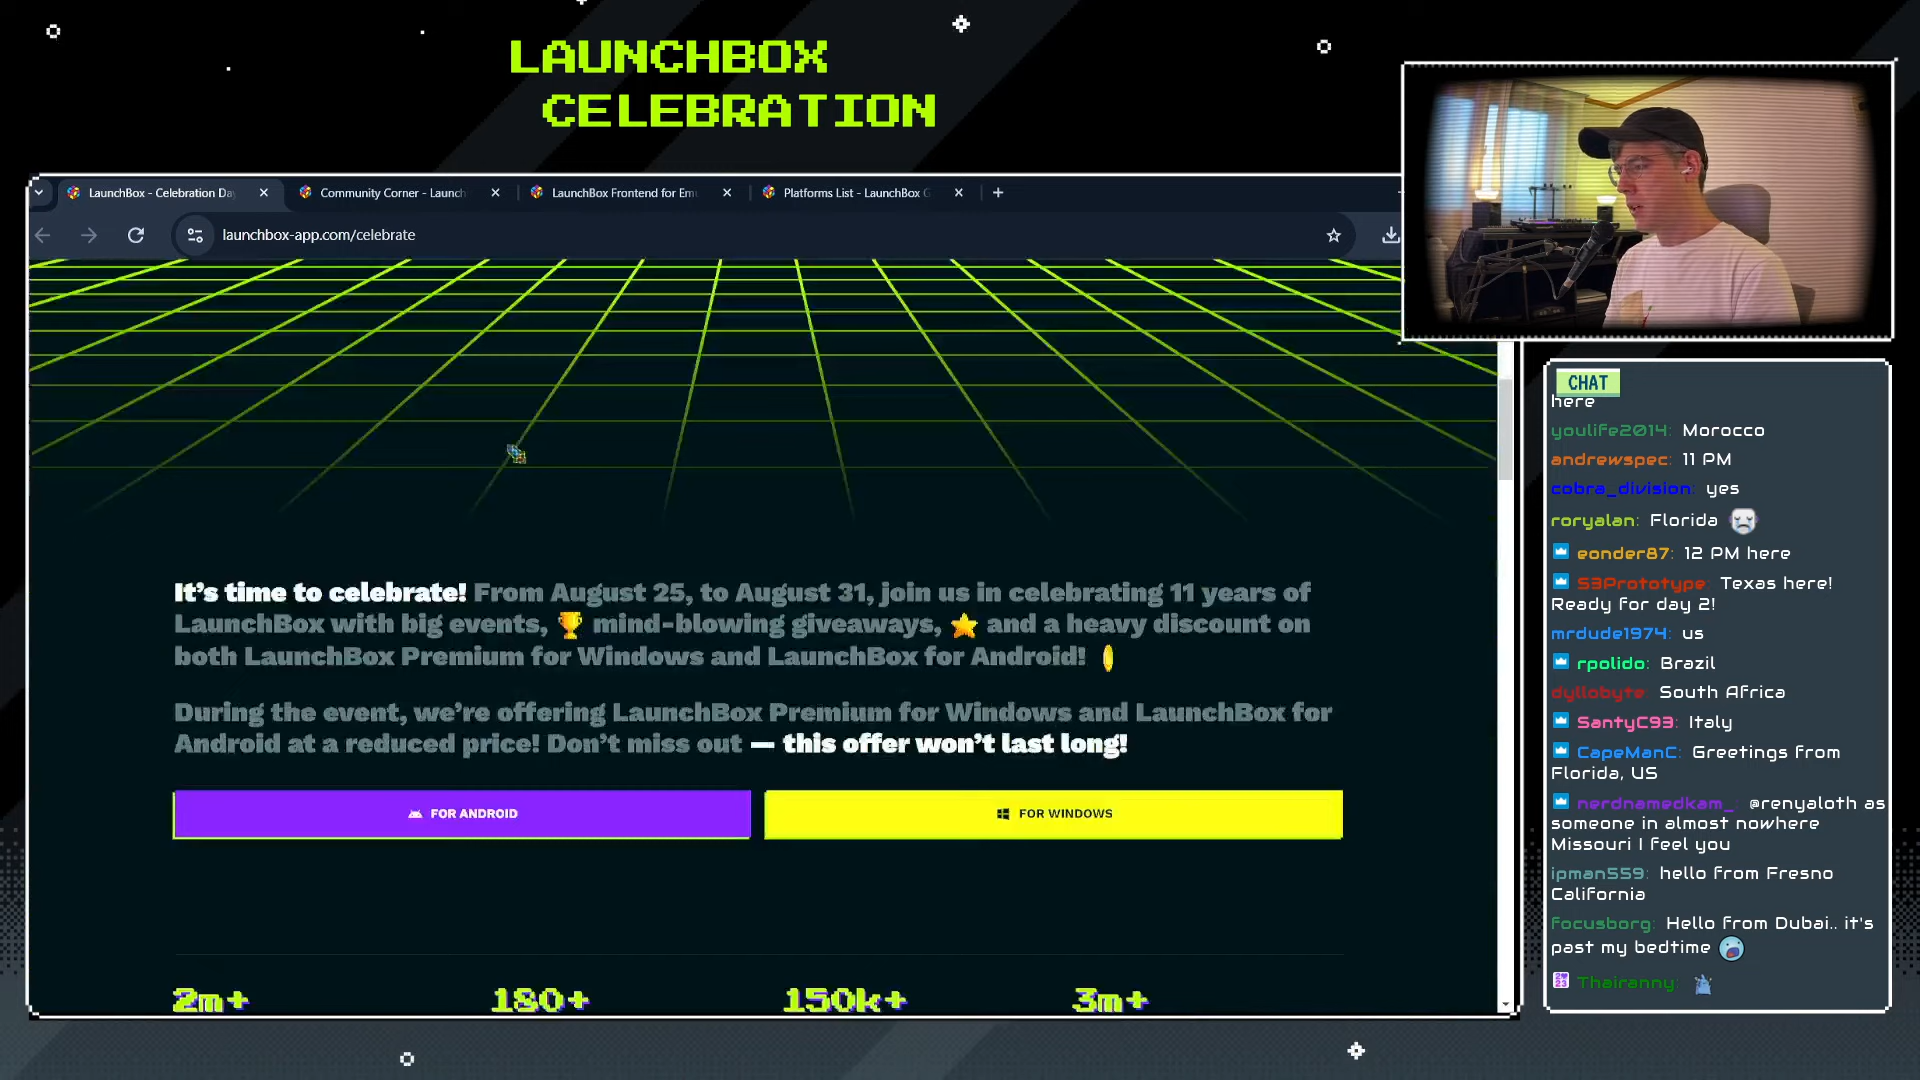 LAUNCHBOX
CELEBRATION
LaunchBox - Celebration Da
Community Corner - Launch
LaunchBox Frontend for Em
Platforms List - LaunchBox G
launchbox-app.com/celebrate
It's time to celebrate! From August 25, to August 31, join us in celebrating 11 years of
LaunchBox with big events, 🏆 mind-blowing giveaways, ⭐ and a heavy discount on
both LaunchBox Premium for Windows and LaunchBox for Android!
During the event, we're offering LaunchBox Premium for Windows and LaunchBox for
Android at a reduced price! Don't miss out — this offer won't last long!
FOR ANDROID
FOR WINDOWS
2m+
180+
150k+
3m+
CHAT
here
youlife2014: Morocco
andrewspec: 11 PM
cobra_division: yes
roryalan: Florida
eonder87: 12 PM here
S3Prototype: Texas here!
Ready for day 2!
mrdude1974: us
rpolido: Brazil
dyllobyte: South Africa
SantyC93: Italy
CapeManC: Greetings from
Florida, US
nerdnamedkam_: @renyaloth as
someone in almost nowhere
Missouri I feel you
ipman559: hello from Fresno
California
Focusborg: Hello from Dubai.. it's
past my bedtime
Thairanny: